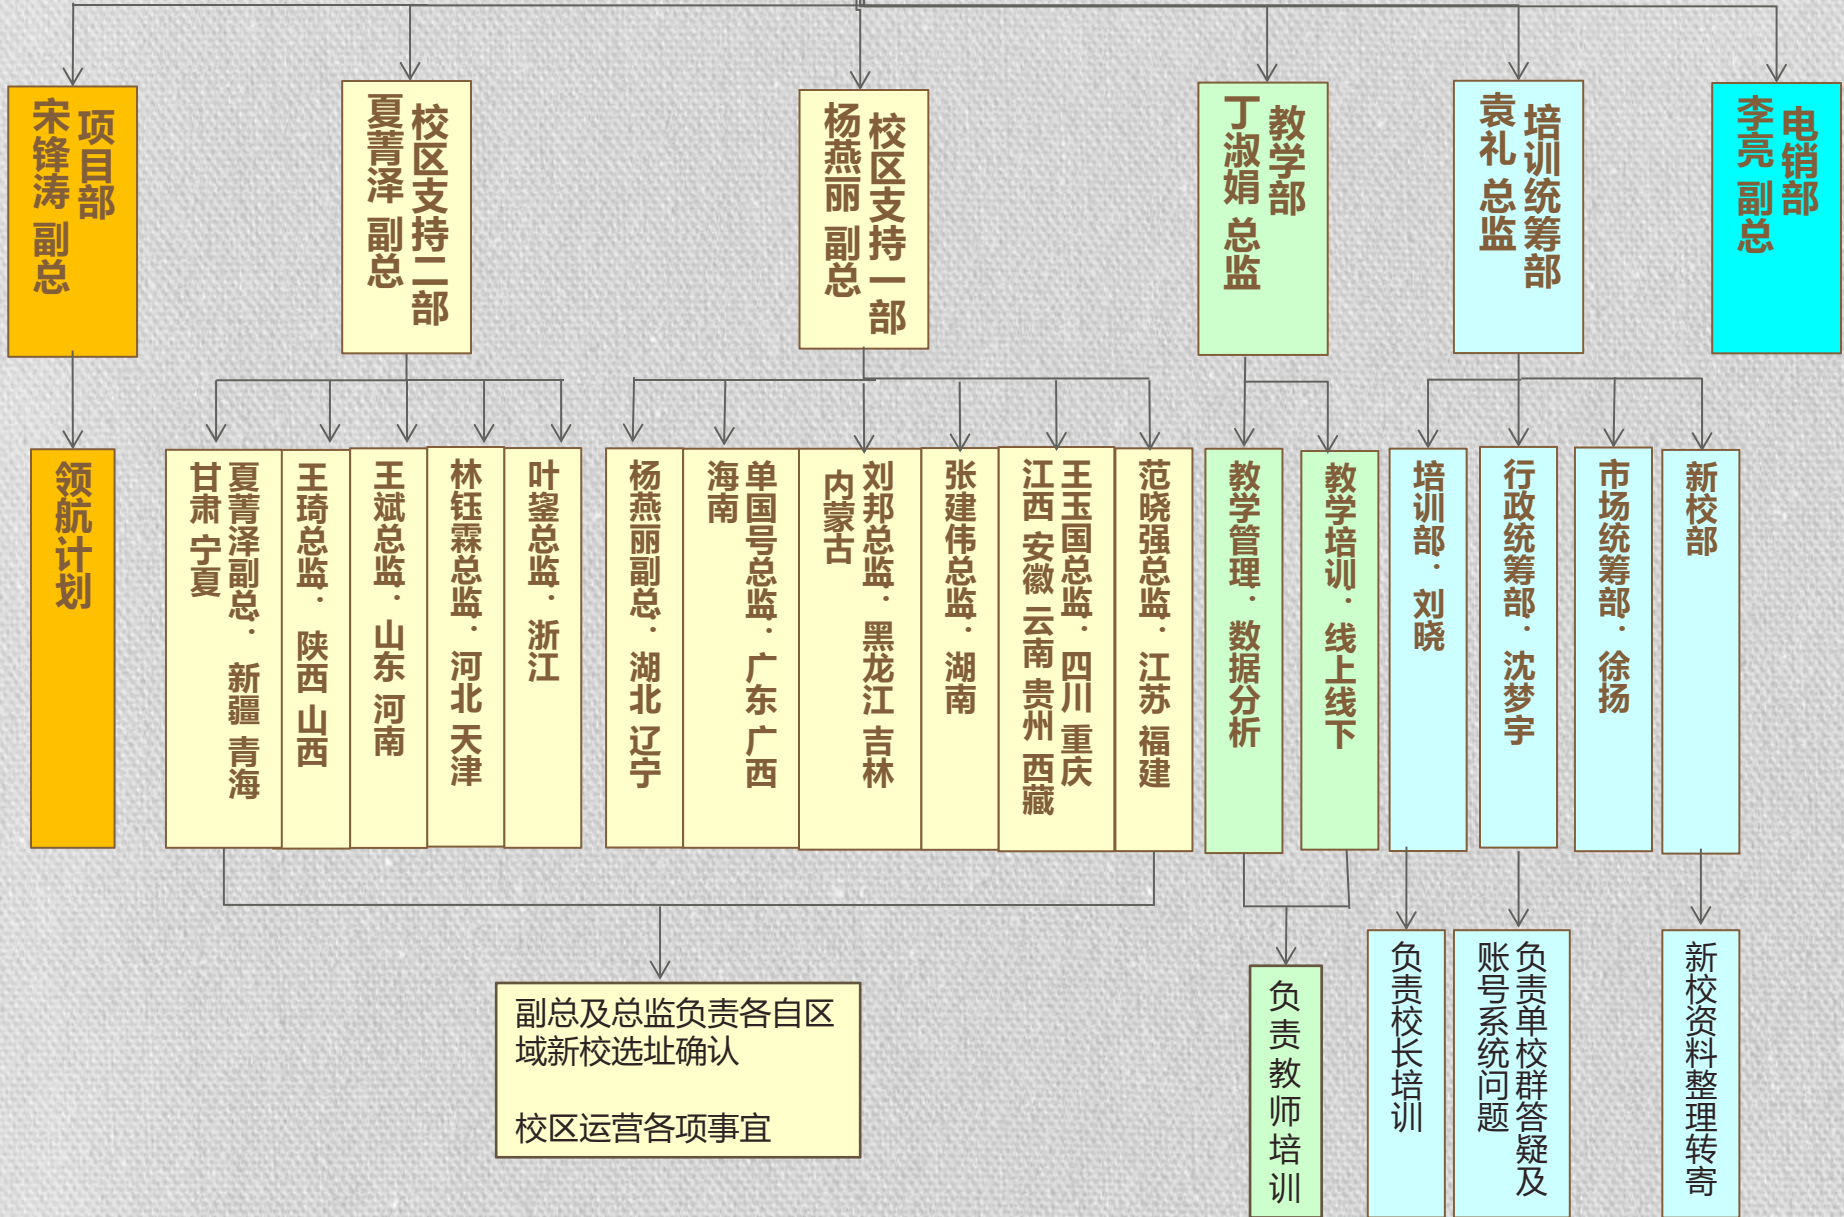 项目部
宋锋涛 副总
校区支持二部
夏菁泽 副总
校区支持一部
杨燕丽 副总
教学部
丁淑娟 总监
培训统筹部
袁礼 总监
电销部
李亮 副总
领航计划
夏菁泽副总：新疆 青海
甘肃 宁夏
王琦总监：陕西 山西
王斌总监：山东 河南
林钰霖总监：河北 天津
叶鋆总监：浙江
杨燕丽副总：湖北 辽宁
单国号总监：广东 广西
海南
刘邦总监：黑龙江 吉林
内蒙古
张建伟总监：湖南
王玉国总监：四川 重庆
江西 安徽 云南 贵州 西藏
范晓强总监：江苏 福建
教学管理：数据分析
教学培训：线上线下
培训部：刘晓
行政统筹部：沈梦宇
市场统筹部：徐扬
新校部
副总及总监负责各自区
域新校选址确认
校区运营各项事宜
负责教师培训
负责校长培训
负责单校群答疑及
账号系统问题
新校资料整理转寄